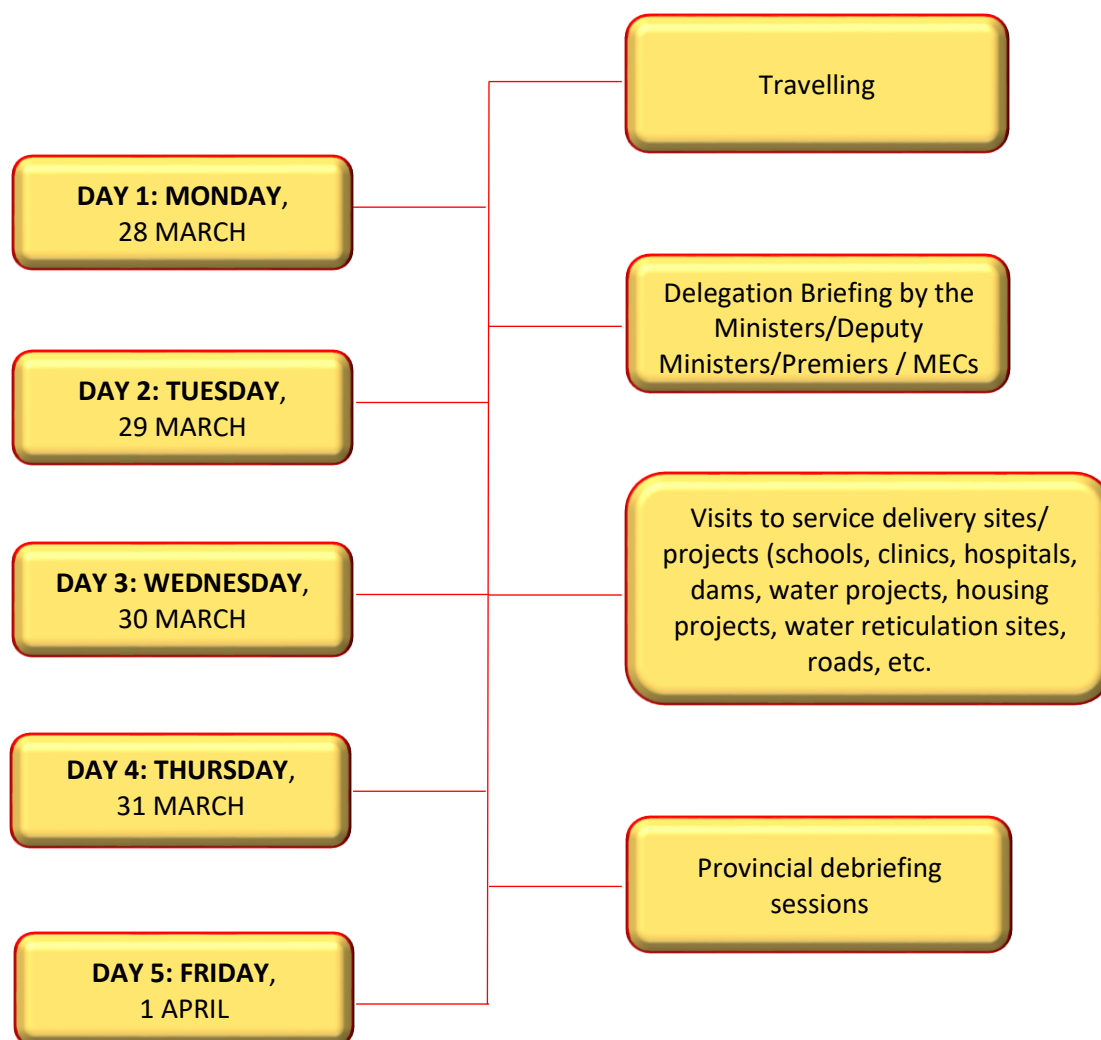 DAY 1: MONDAY,
28 MARCH
DAY 2: TUESDAY,
29 MARCH
DAY 3: WEDNESDAY,
30 MARCH
DAY 4: THURSDAY,
31 MARCH
DAY 5: FRIDAY,
1 APRIL
Travelling
Delegation Briefing by the
Ministers/Deputy
Ministers/Premiers / MECs
Visits to service delivery sites/
projects (schools, clinics, hospitals,
dams, water projects, housing
projects, water reticulation sites,
roads, etc.
Provincial debriefing
sessions